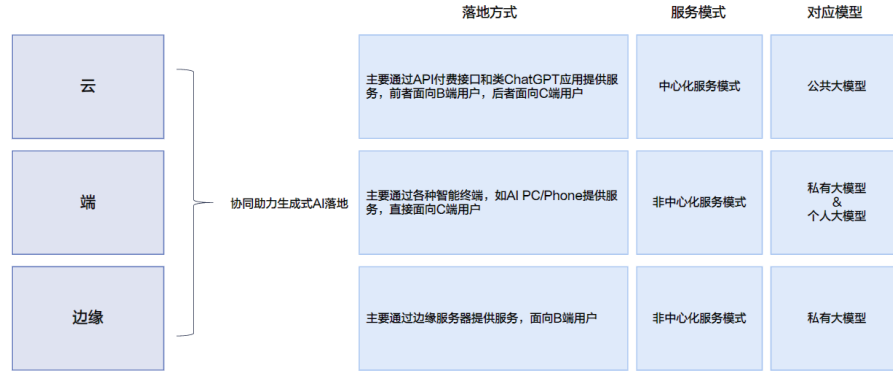 落地方式 服务模式 对应模型
云
主要通过API付费接口和类ChatGPT应用提供服
务，前者面向B端用户，后者面向C端用户
中心化服务模式
公共大模型
端
协同助力生成式AI落地
主要通过各种智能终端，如AI PC/Phone提供服
务，直接面向C端用户
非中心化服务模式
私有大模型
&
个人大模型
边缘
主要通过边缘服务器提供服务，面向B端用户
非中心化服务模式
私有大模型